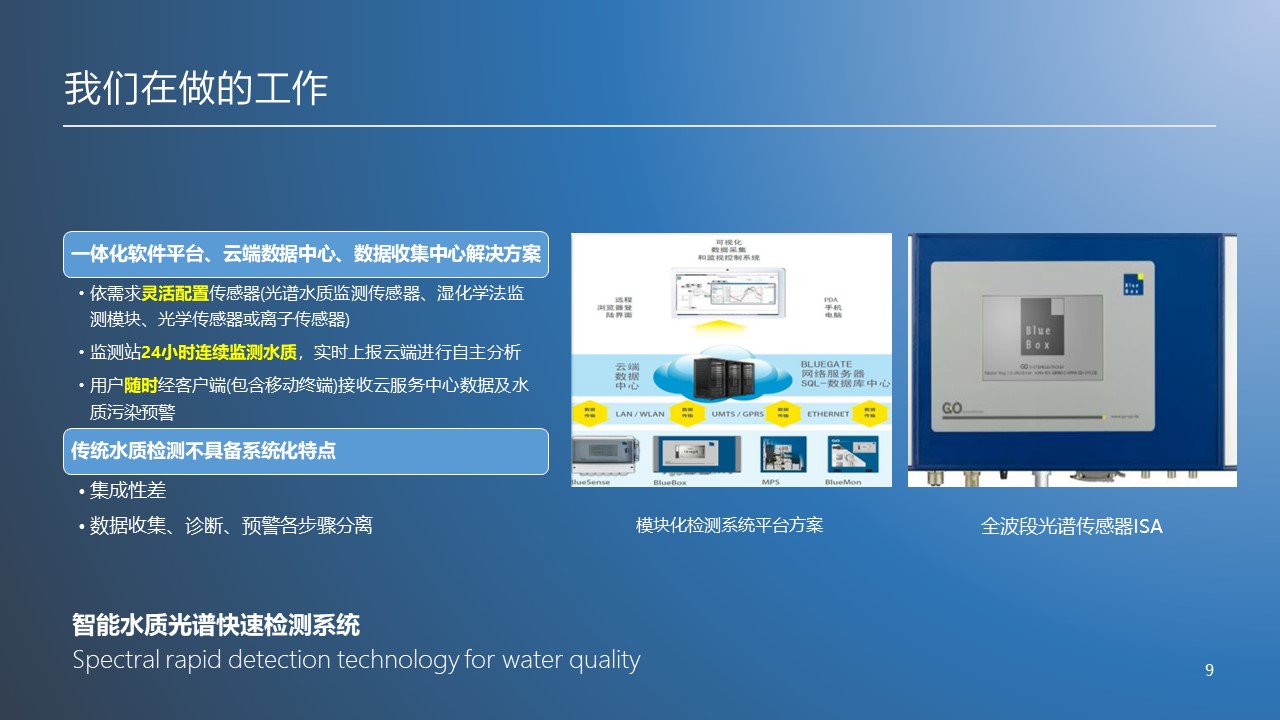 我们在做的工作
一体化软件平台、云端数据中心、数据收集中心解决方案
• 依需求灵活配置传感器(光谱水质监测传感器、湿化学法监
测模块、光学传感器或离子传感器)
• 监测站24小时连续监测水质，实时上报云端进行自主分析
• 用户随时经客户端(包含移动终端)接收云服务中心数据及水
质污染预警
传统水质检测不具备系统化特点
• 集成性差
• 数据收集、诊断、预警各步骤分离
可视化
数据采集
和监视控制系统
远程
浏览器登
陆界面
PDA
手机
电脑
云端
数据
中心
BLUEGATE
网络服务器
SQL-数据库中心
数据
传输
LAN / WLAN
数据
传输
UMTS / GPRS
数据
传输
ETHERNET
数据
传输
BlueSense
BlueBox
MPS
BlueMon
模块化检测系统平台方案
Blue
Box
Blue
Box
GO
全波段光谱传感器ISA
智能水质光谱快速检测系统
Spectral rapid detection technology for water quality
9